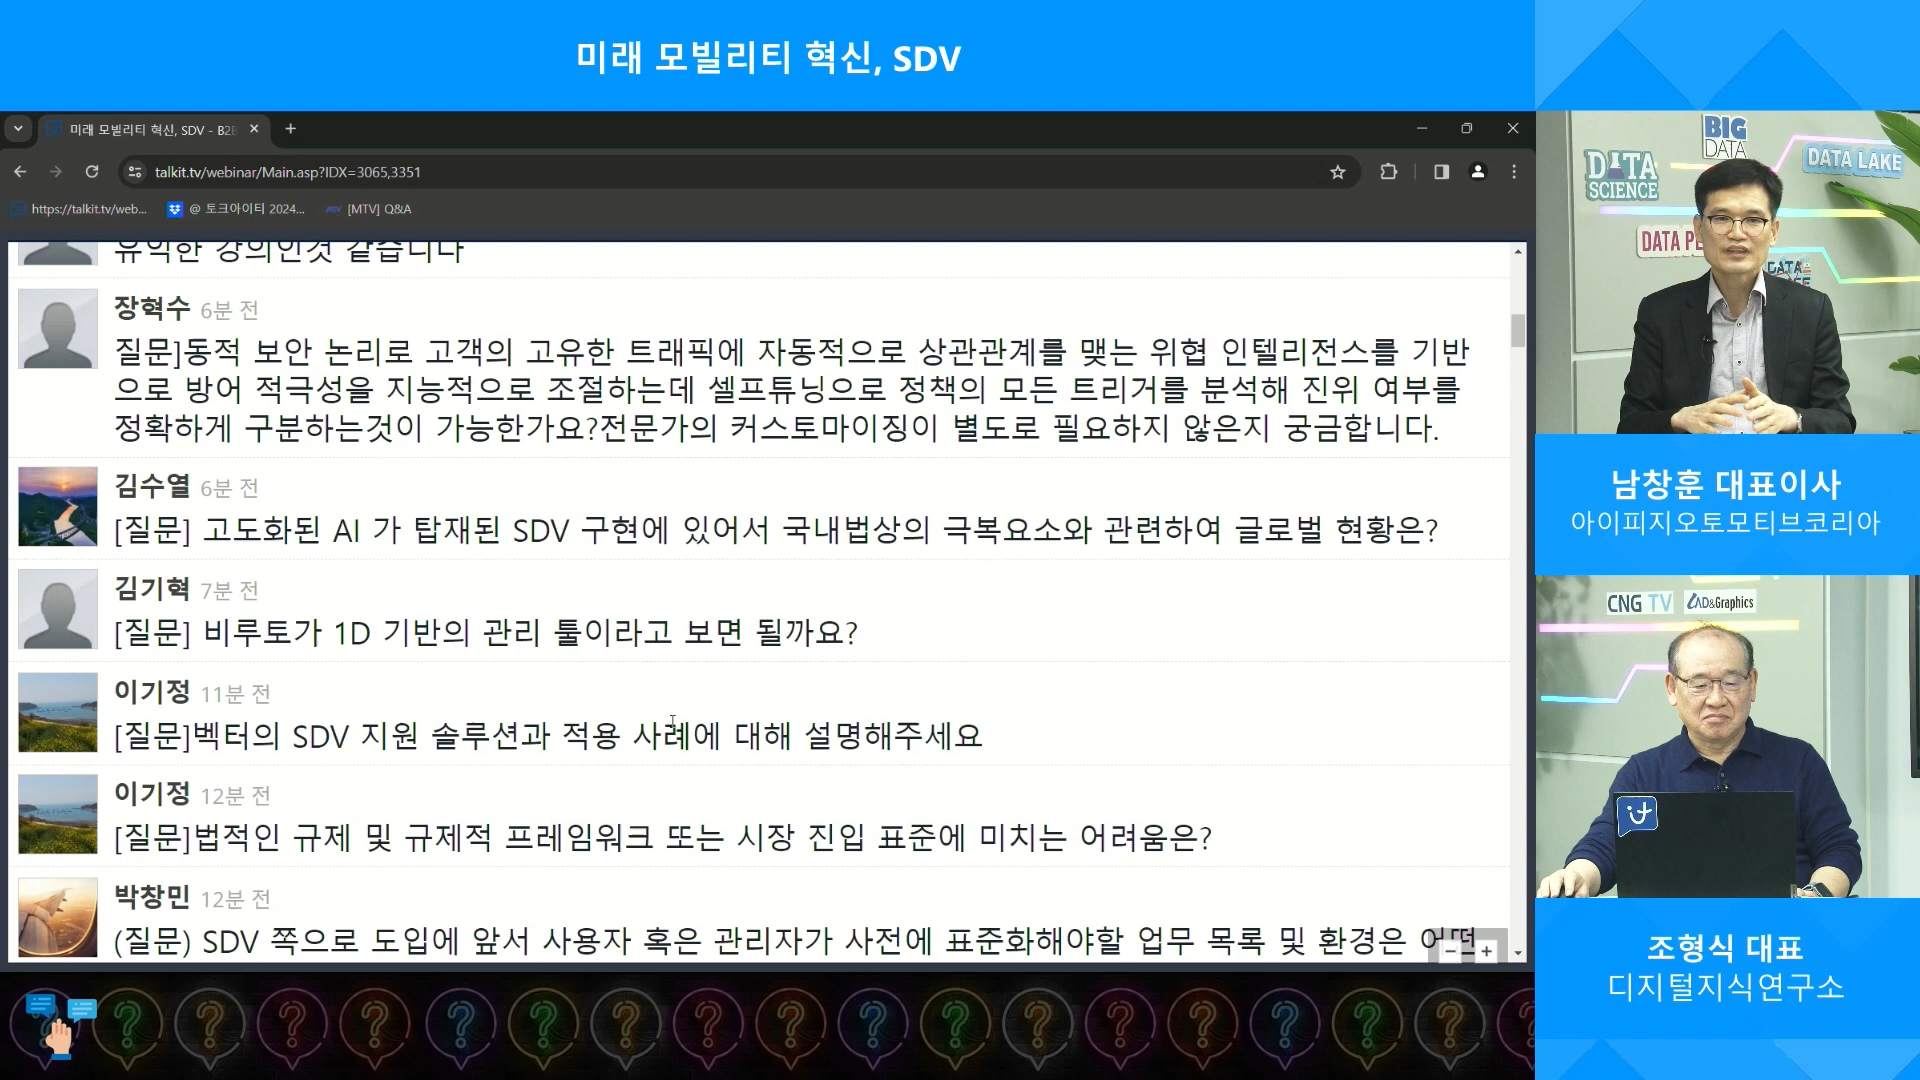 미래 모빌리티 혁신, SDV
미래 모빌리티 혁신, SDV - B2B
talkit.tv/webinar/Main.asp?IDX=3065,3351
https://talkit.tv/web...
@ 토크아이티 2024...
[MTV] Q&A
유익한 강의인것 같습니다
장혁수 6분 전
질문]동적 보안 논리로 고객의 고유한 트래픽에 자동적으로 상관관계를 맺는 위협 인텔리전스를 기반
으로 방어 적극성을 지능적으로 조절하는데 셀프튜닝으로 정책의 모든 트리거를 분석해 진위 여부를
정확하게 구분하는것이 가능한가요?전문가의 커스토마이징이 별도로 필요하지 않은지 궁금합니다.
김수열 6분 전
[질문] 고도화된 AI 가 탑재된 SDV 구현에 있어서 국내법상의 극복요소와 관련하여 글로벌 현황은?
김기혁 7분 전
[질문] 비루토가 1D 기반의 관리 툴이라고 보면 될까요?
이기정 11분 전
[질문]벡터의 SDV 지원 솔루션과 적용 사례에 대해 설명해주세요
이기정 12분 전
[질문]법적인 규제 및 규제적 프레임워크 또는 시장 진입 표준에 미치는 어려움은?
박창민 12분 전
(질문) SDV 쪽으로 도입에 앞서 사용자 혹은 관리자가 사전에 표준화해야할 업무 목록 및 환경은 어떤
BIG
DATA
DATA
SCIENCE
DATA LAKE
DATA
남창훈 대표이사
아이피지오토모티브코리아
CNG TV
CAD&Graphics
조형식 대표
디지털지식연구소